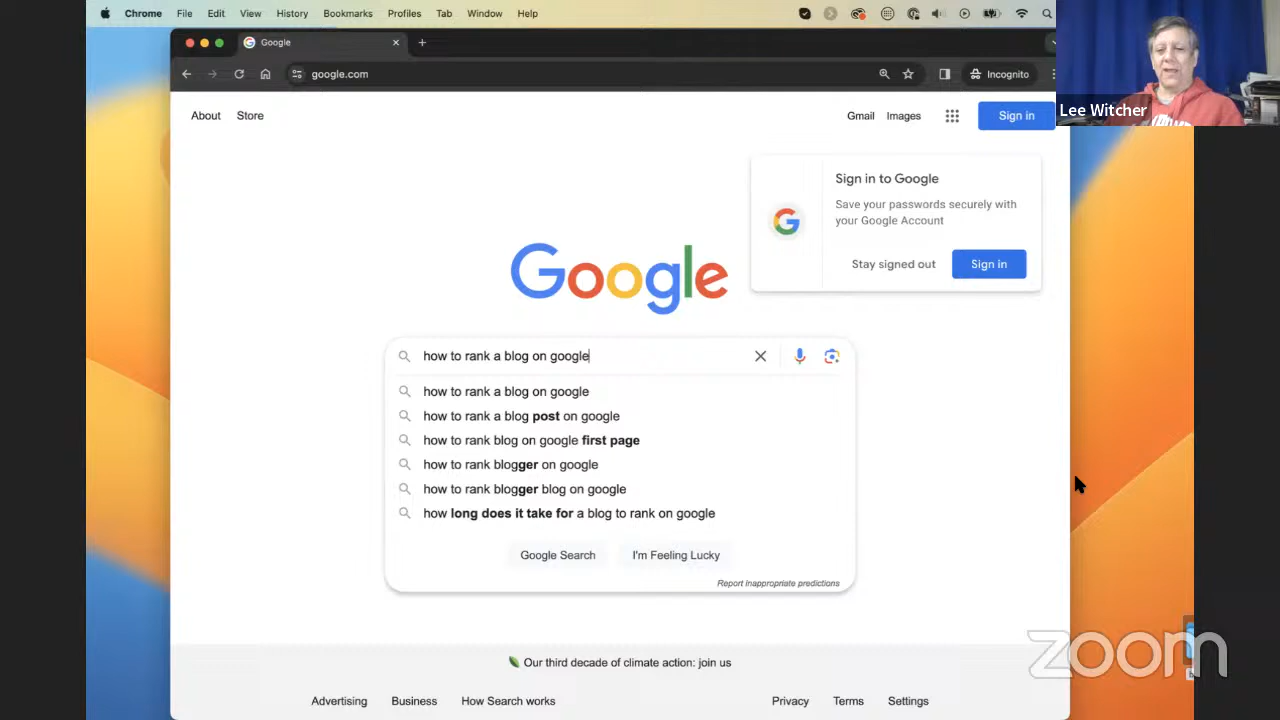 Chrome File Edit View History Bookmarks Profiles Tab Window Help
Google
google.com
Incognito
Lee Witcher
About Store
Gmail Images
Sign in
Sign in to Google
Save your passwords securely with
your Google Account
Stay signed out Sign in
Google
how to rank a blog on google
how to rank a blog on google
how to rank a blog post on google
how to rank blog on google first page
how to rank blogger on google
how to rank blogger blog on google
how long does it take for a blog to rank on google
Google Search I'm Feeling Lucky
Report inappropriate predictions
zoom
Our third decade of climate action: join us
Advertising Business How Search works
Privacy Terms Settings